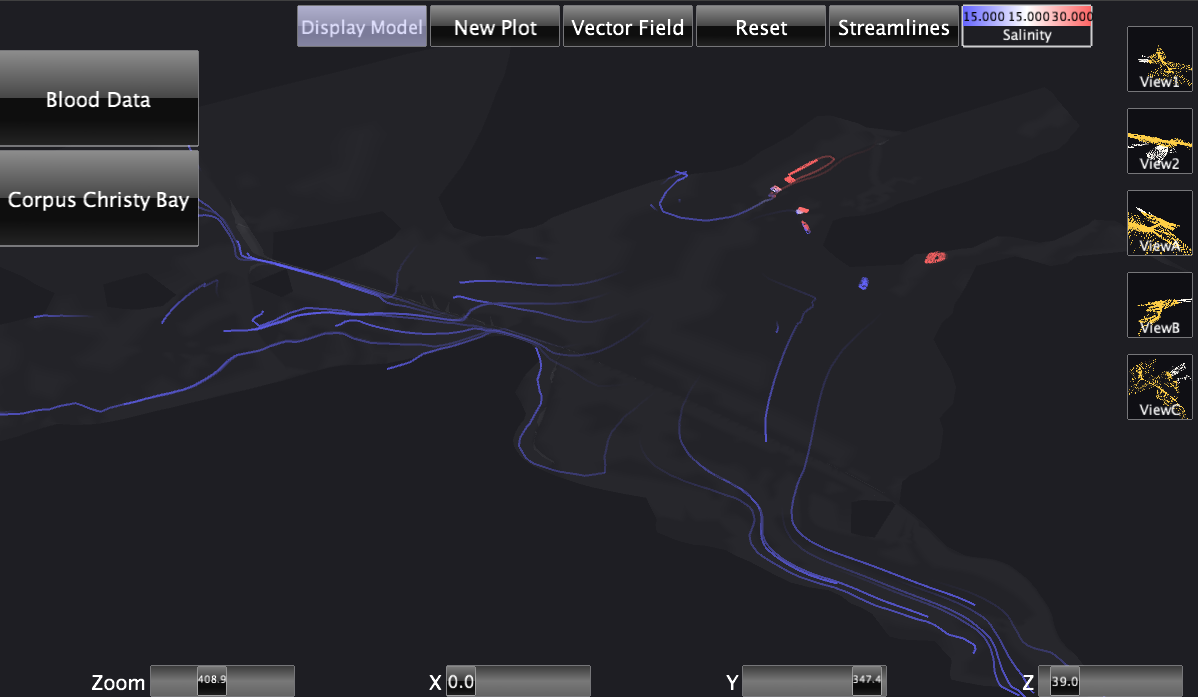 Display Model
New Plot
Vector Field
Reset
Streamlines
15.000 15.000 30.000
Salinity
Blood Data
Corpus Christy Bay
View1
View2
ViewA
ViewB
ViewC
Zoom 408.9
X 0.0
Y 347.4
Z 39.0